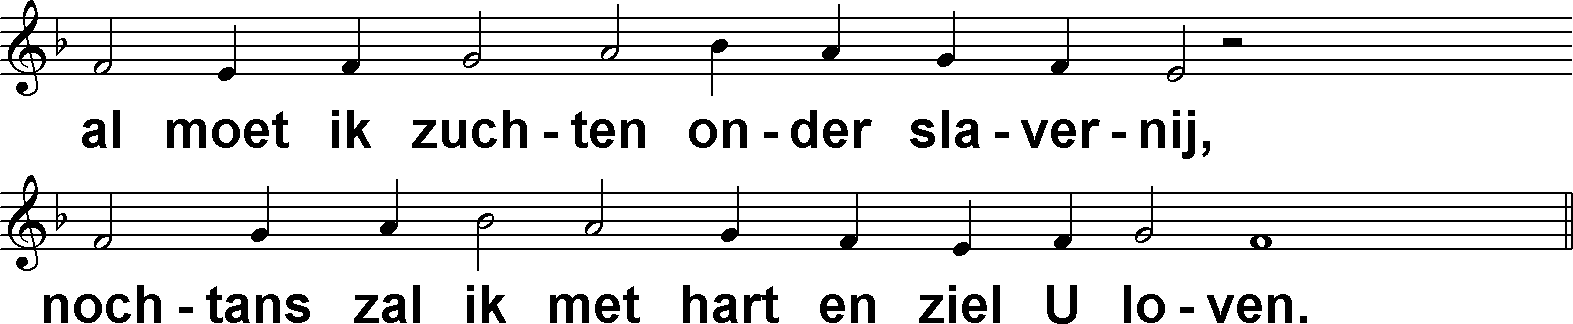 al moet ik zuch - ten on - der sla - ver - nij,
noch - tans zal ik met hart en ziel U lo - ven.